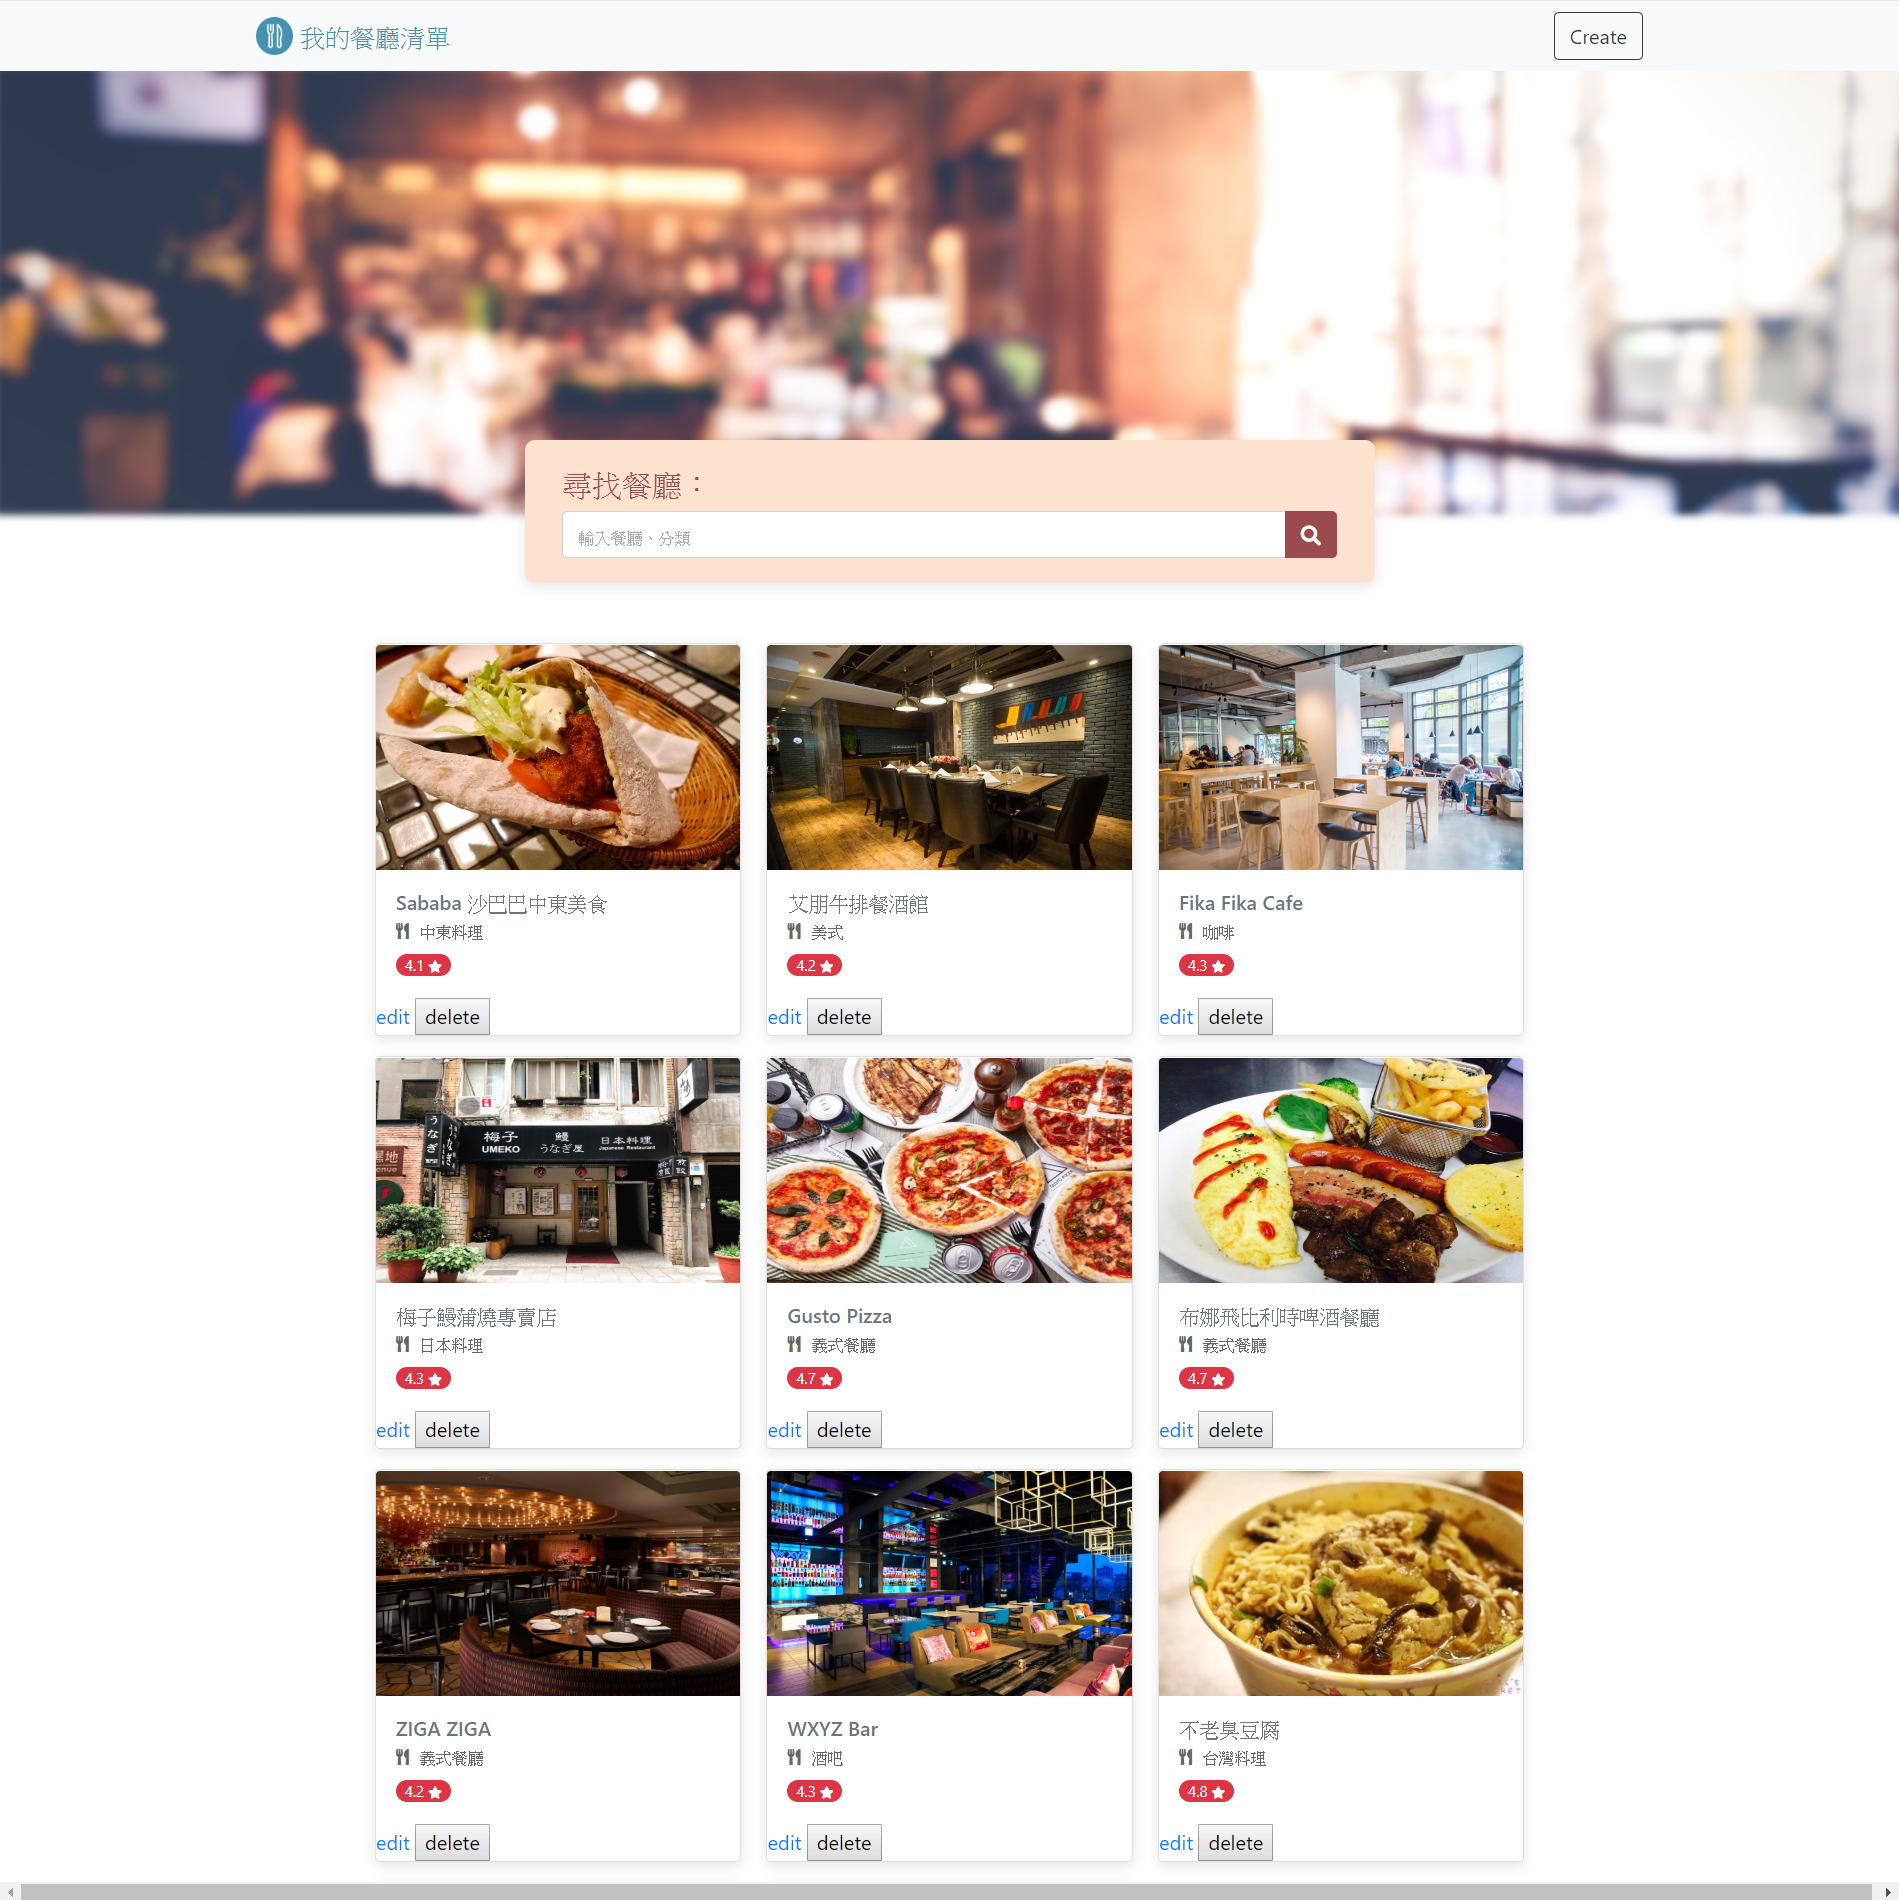 我的餐廳清單
Create
尋找餐廳：
輸入餐廳、分類
Sababa 沙巴巴中東美食
中東料理
4.1
edit delete
艾朋牛排餐酒館
美式
4.2
edit delete
Fika Fika Cafe
咖啡
4.3
edit delete
梅子 鰻 日本料理
UMEKO うなぎ屋 Japanese Restaurant
うなぎ
梅子鰻蒲燒專賣店
日本料理
4.3
edit delete
Gusto Pizza
義式餐廳
4.7
edit delete
布娜飛比利時啤酒餐廳
義式餐廳
4.7
edit delete
ZIGA ZIGA
義式餐廳
4.2
edit delete
WXYZ
WXYZ Bar
酒吧
4.3
edit delete
不老臭豆腐
台灣料理
4.8
edit delete